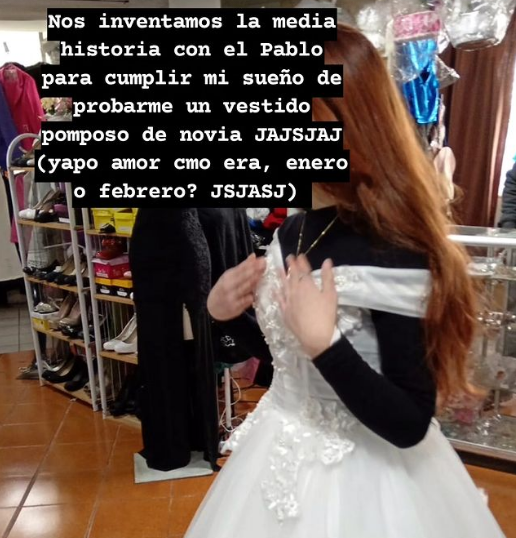 Nos inventamos la media
historia con el Pablo
para cumplir mi sueño de
probarme un vestido
pomposo de novia JAJSJAJ
(yapo amor cmo era, enero
o febrero? JSJASJ)